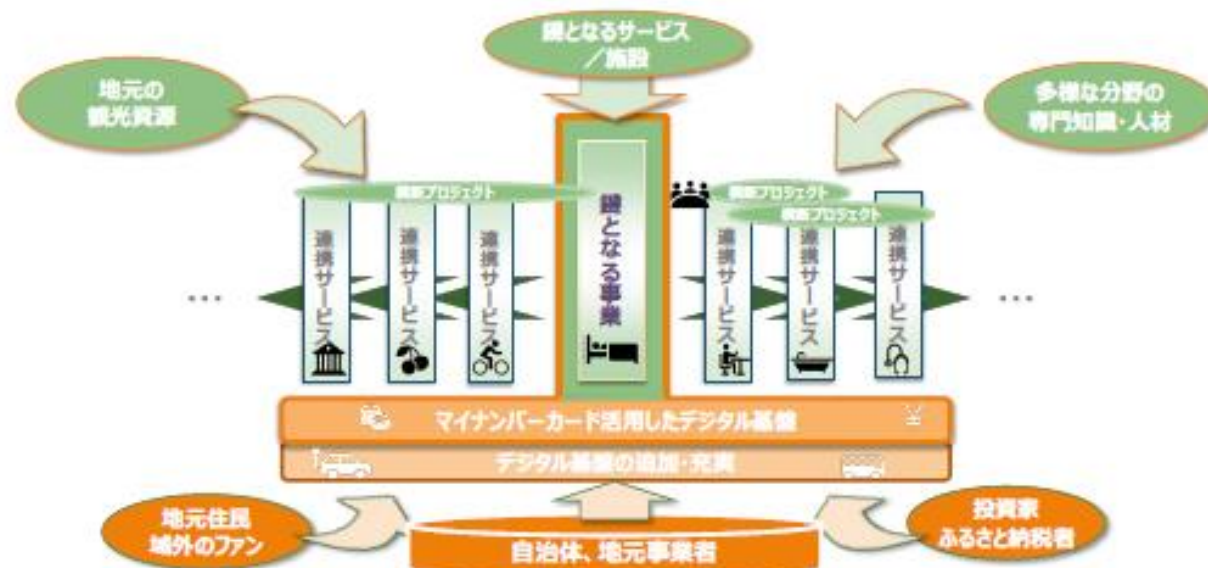 鍵となるサービス
／施設
地元の
観光資源
多様な分野の
専門知識・人材
横断プロジェクト
横断プロジェクト
横断プロジェクト
連携サービス
連携サービス
連携サービス
鍵となる事業
連携サービス
連携サービス
連携サービス
…
…
マイナンバーカード活用したデジタル基盤
¥
デジタル基盤の追加・充実
地元住民
域外のファン
自治体、地元事業者
投資家
ふるさと納税者